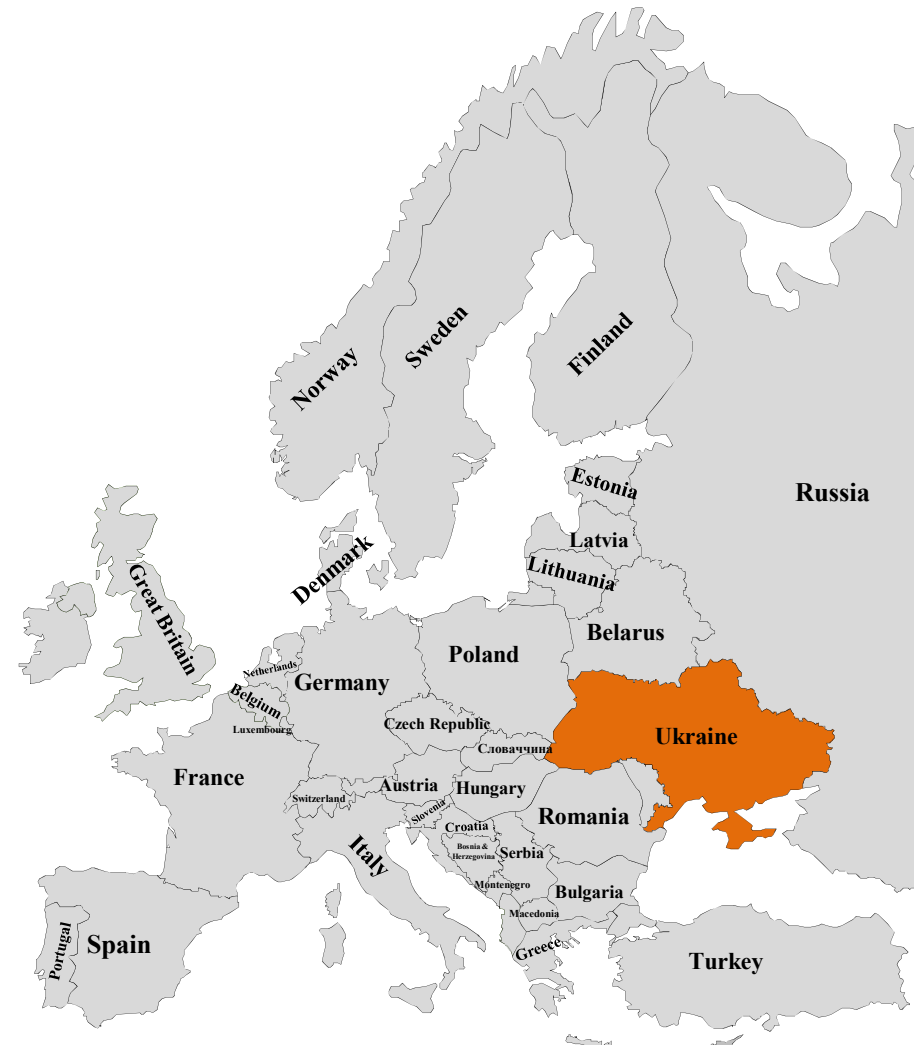 Norway
Sweden
Finland
Russia
Estonia
Latvia
Lithuania
Denmark
Great Britain
Belarus
Poland
Netherlands
Germany
Belgium
Luxembourg
Czech Republic
Ukraine
Словаччина
France
Switzerland
Austria
Hungary
Slovenia
Romania
Croatia
Italy
Bosnia &
Herzegovina
Serbia
Montenegro
Bulgaria
Macedonia
Portugal
Spain
Greece
Turkey